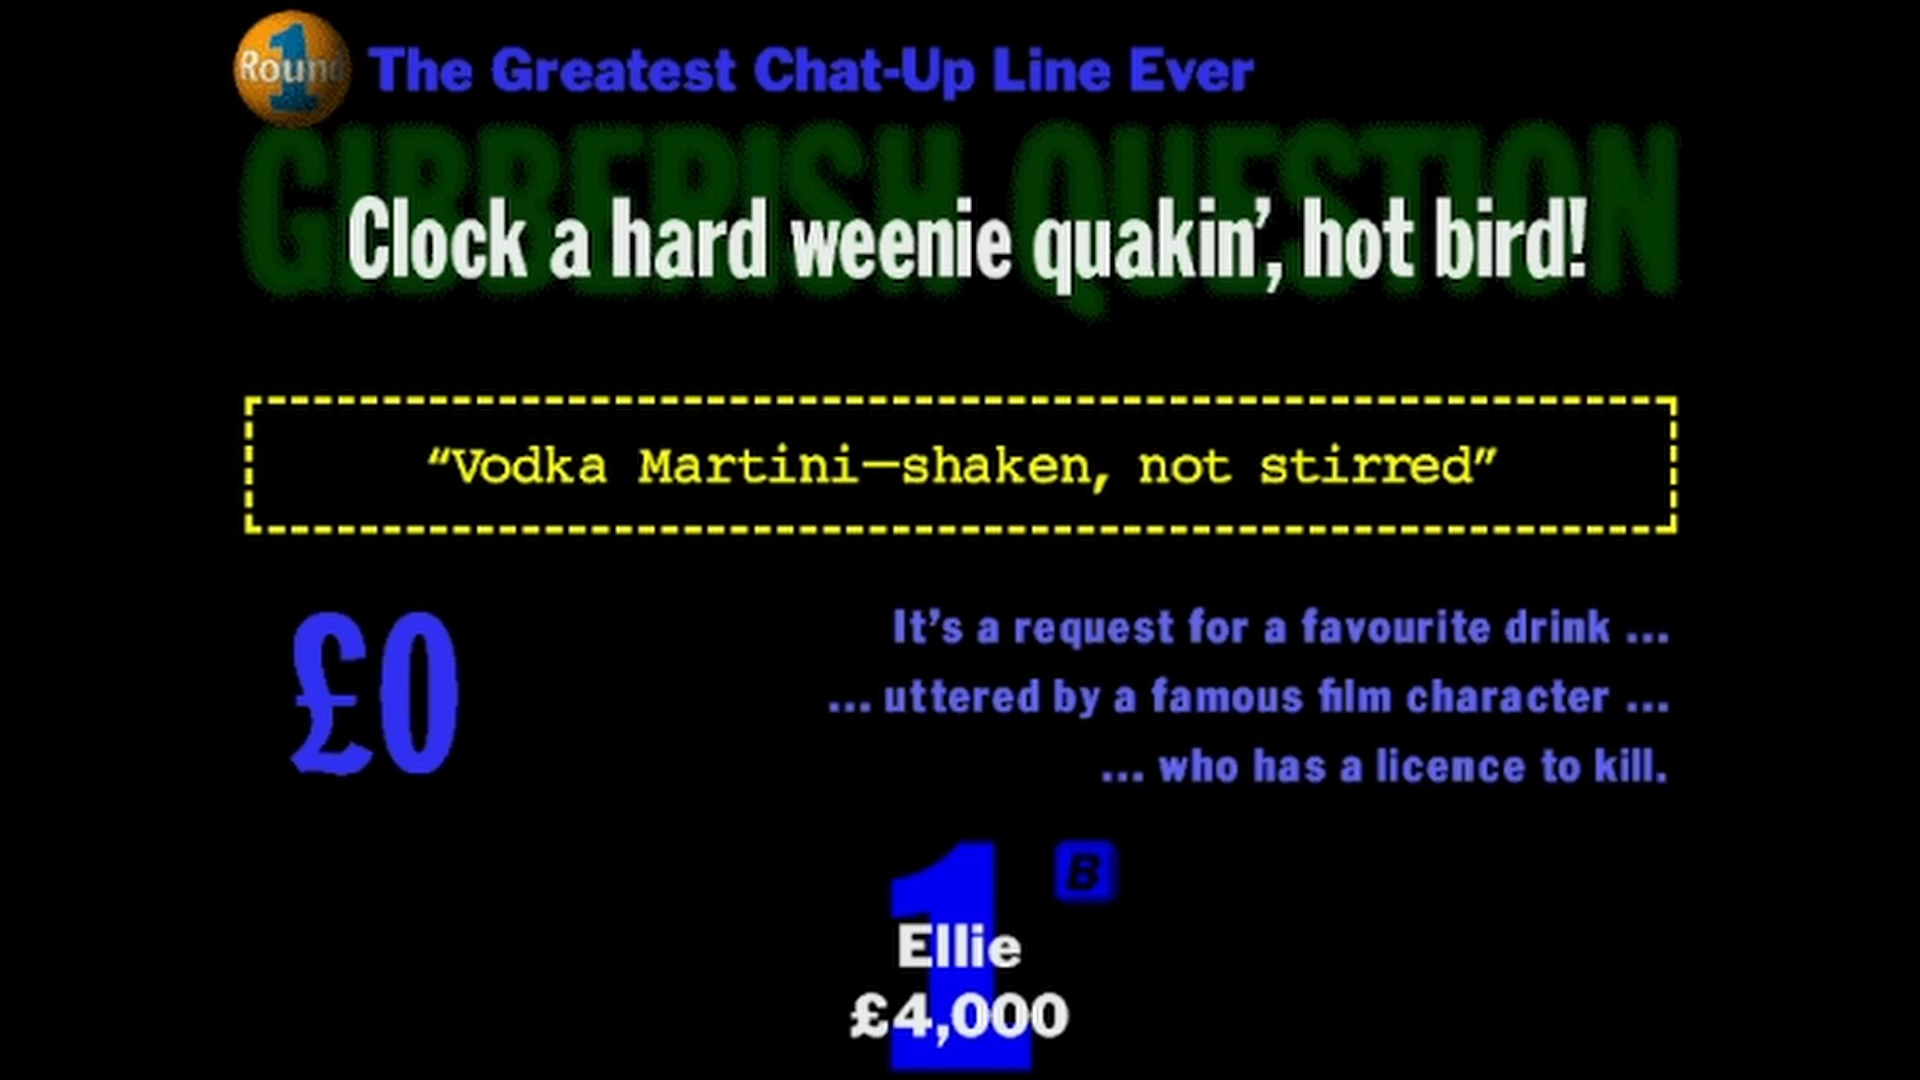 Round 1
The Greatest Chat-Up Line Ever
GIBBERISH QUESTION
Clock a hard weenie quakin’, hot bird!
“Vodka Martini—shaken, not stirred”
£0
It’s a request for a favourite drink ...
... uttered by a famous film character ...
... who has a licence to kill.
1
B
Ellie
£4,000